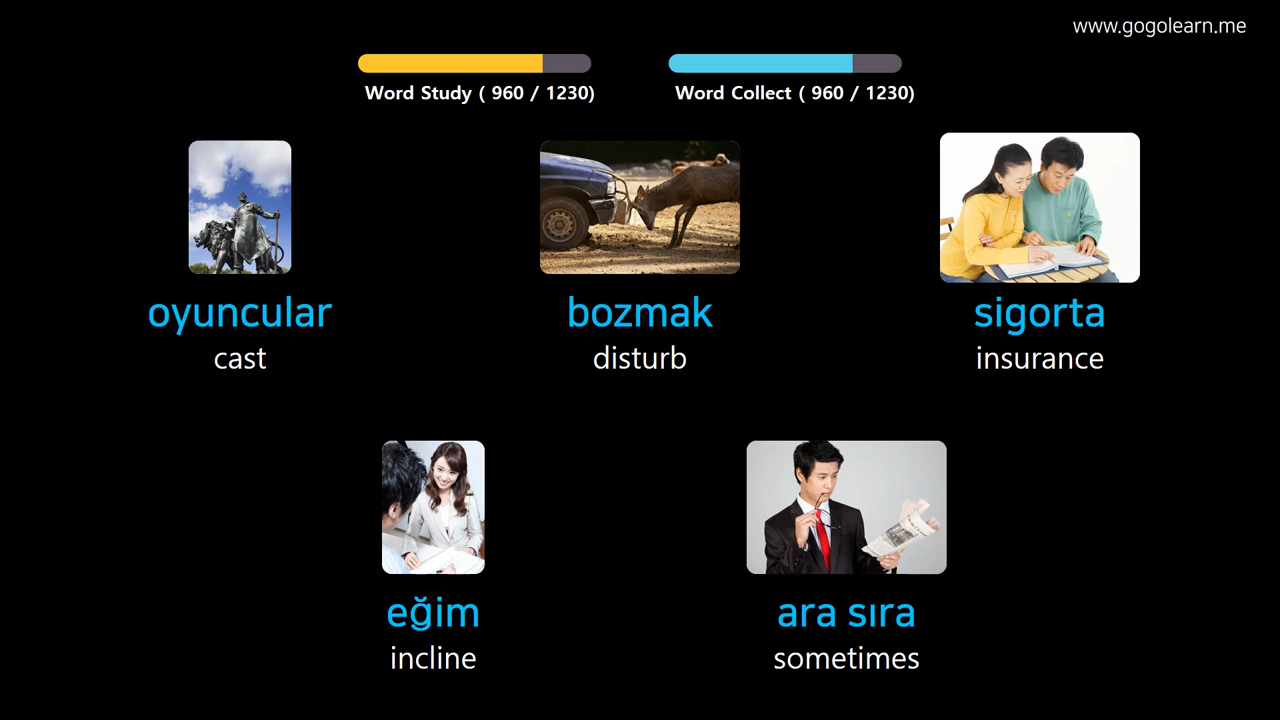 www.gogolearn.me
Word Study ( 960 / 1230)
Word Collect ( 960 / 1230)
oyuncular
cast
bozmak
disturb
sigorta
insurance
eğim
incline
ara sıra
sometimes